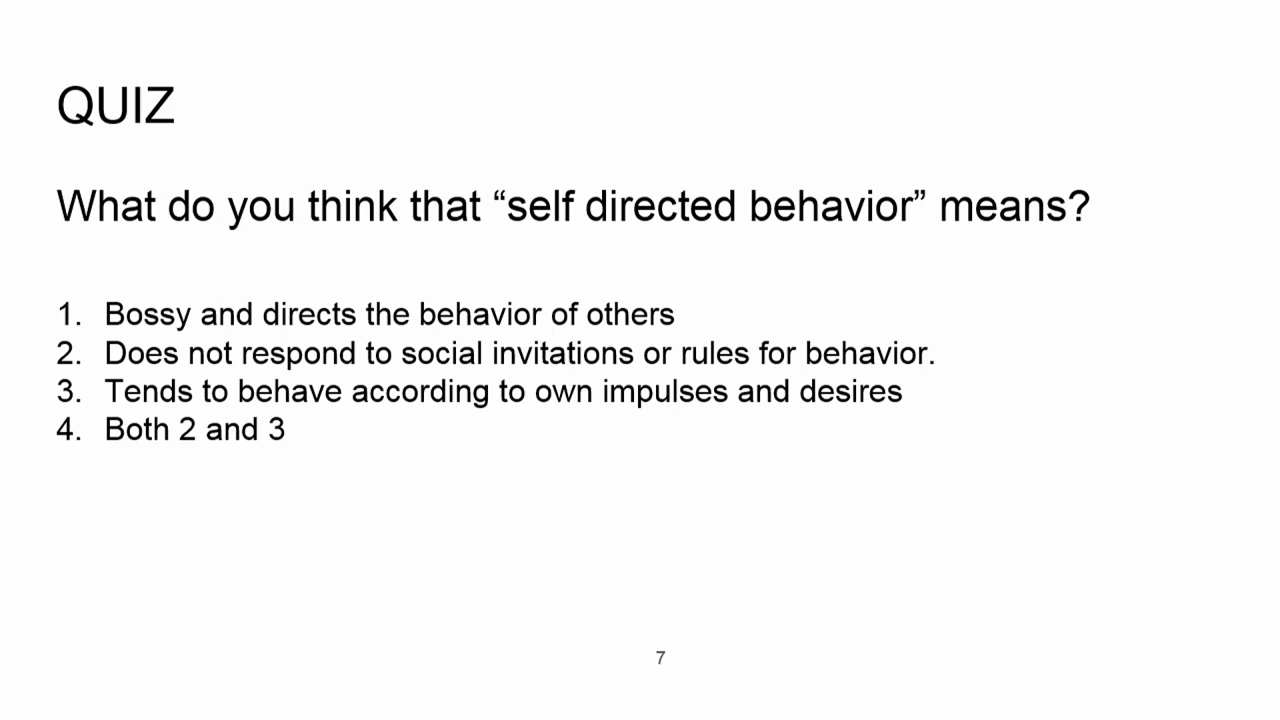 QUIZ
What do you think that “self directed behavior” means?
1. Bossy and directs the behavior of others
2. Does not respond to social invitations or rules for behavior.
3. Tends to behave according to own impulses and desires
4. Both 2 and 3
7